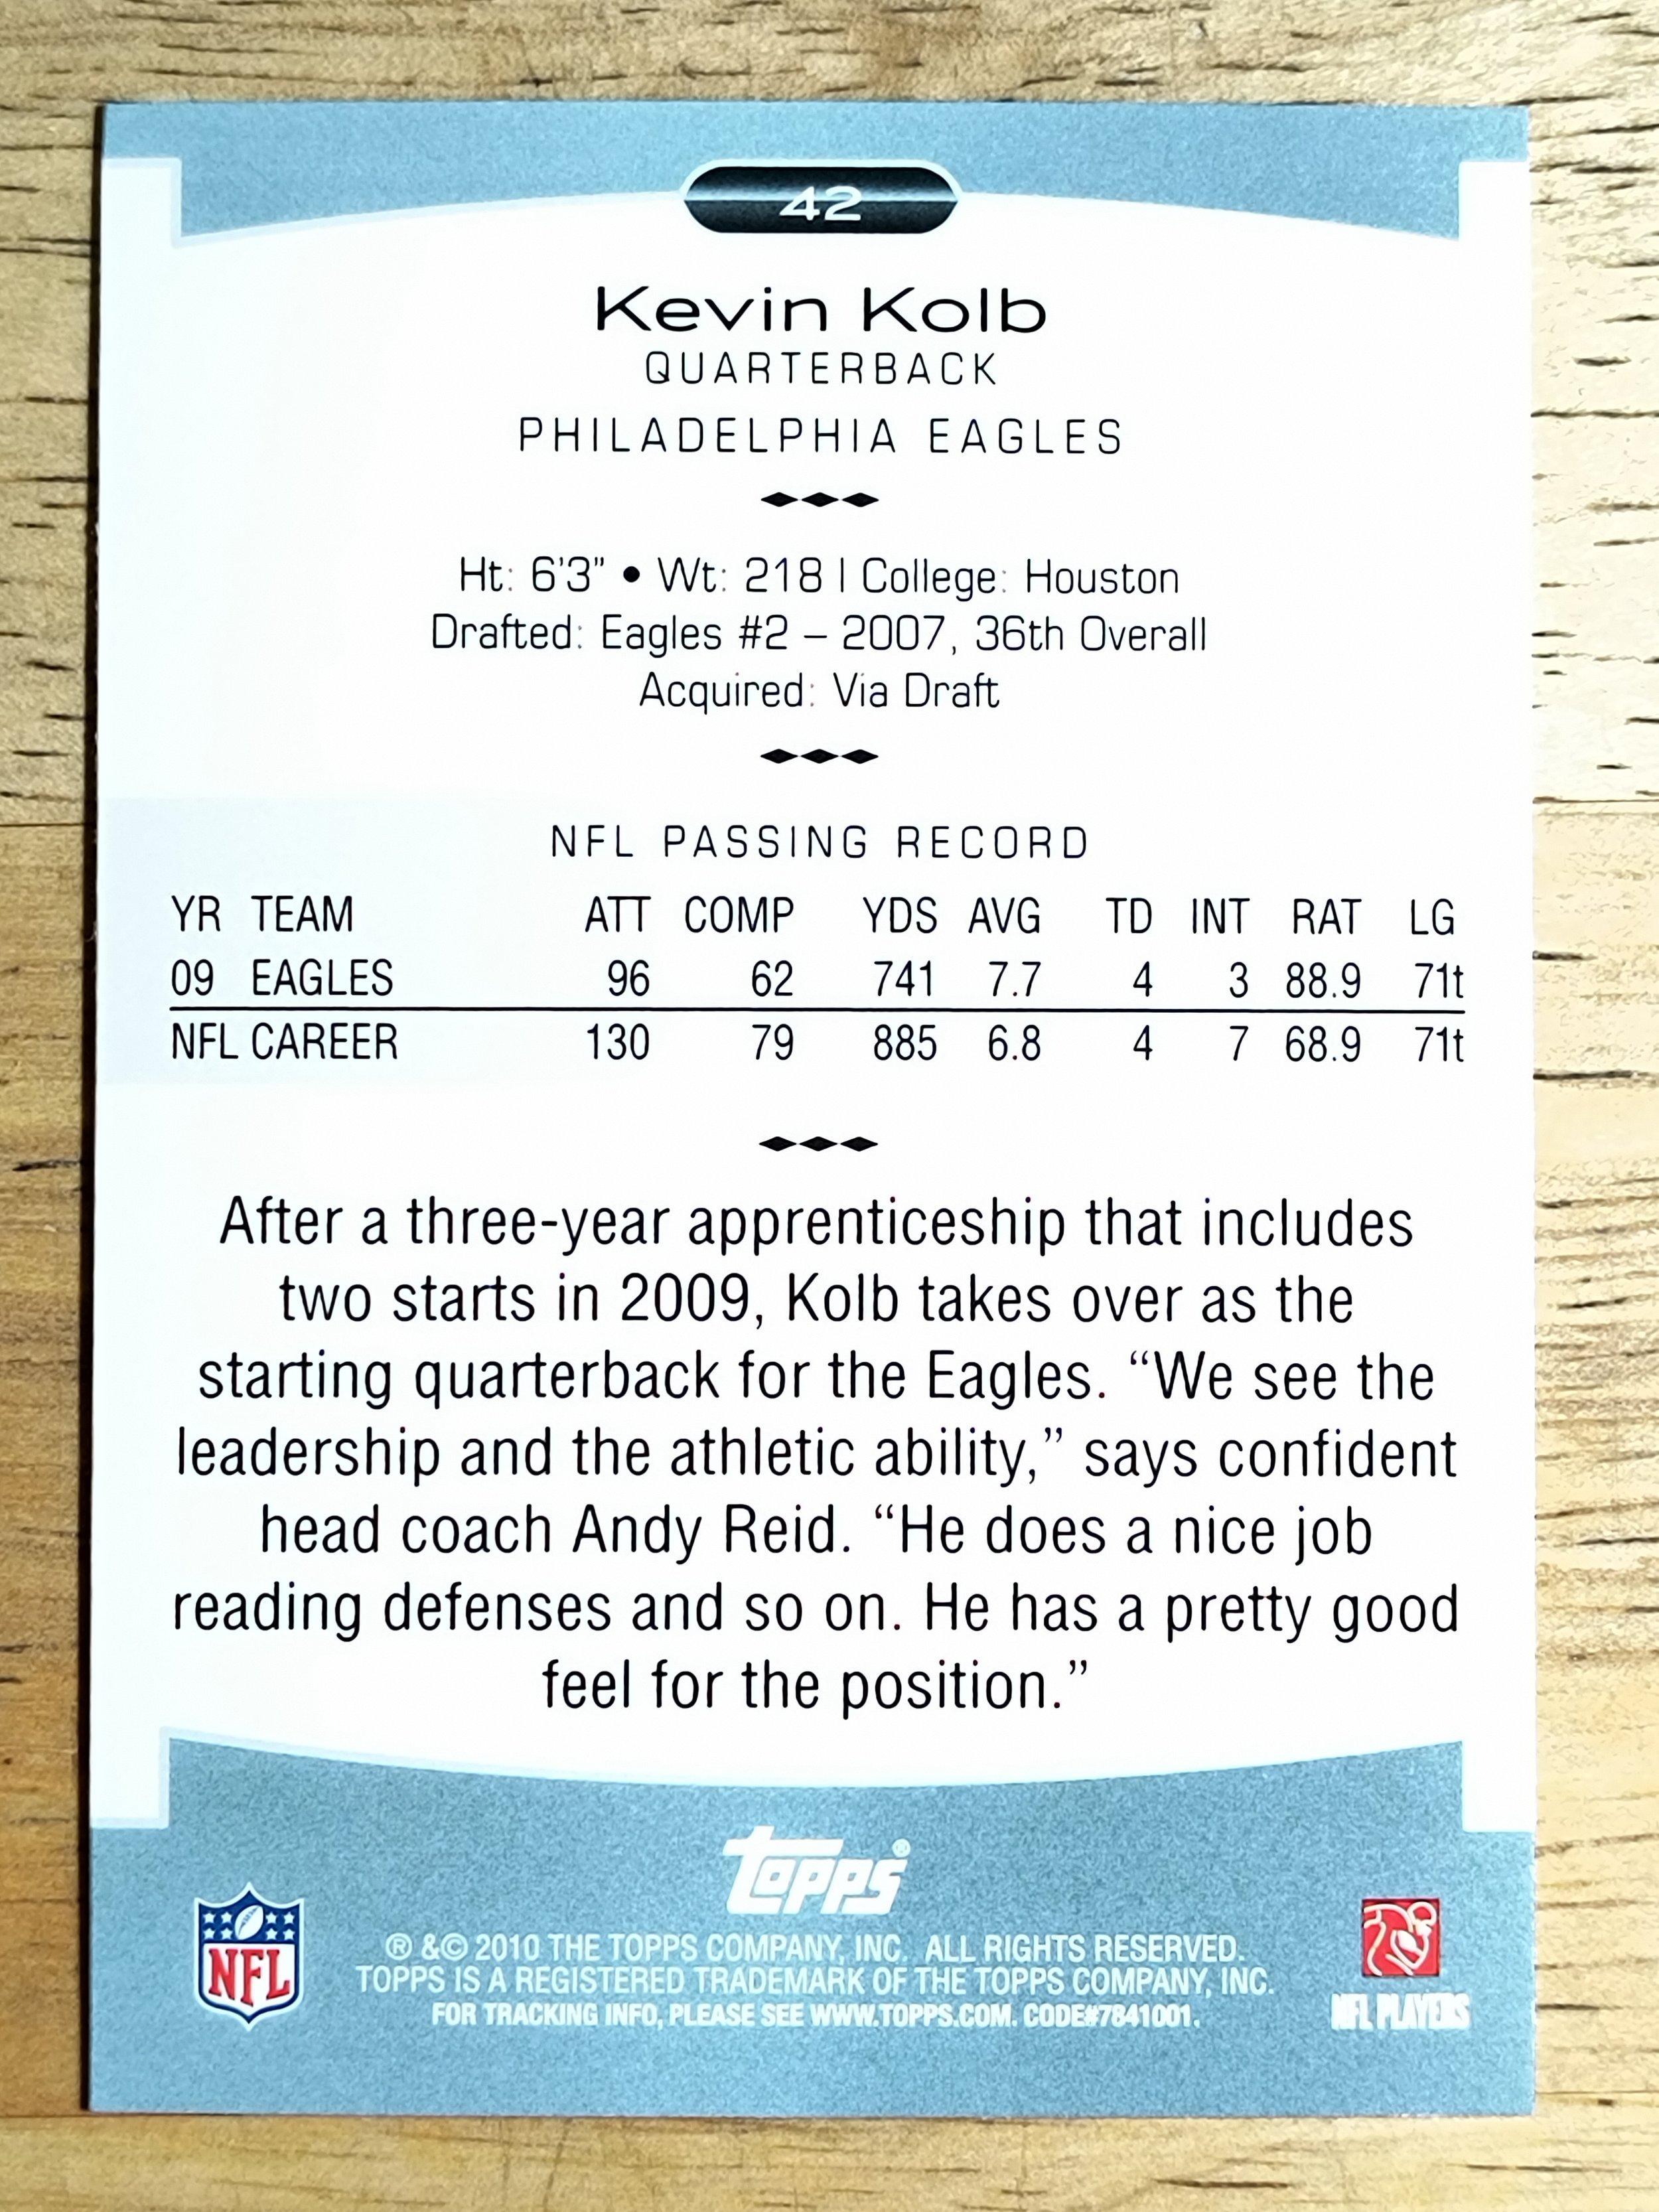 42
Kevin Kolb
QUARTERBACK
PHILADELPHIA EAGLES
Ht: 6'3" • Wt: 218 | College: Houston
Drafted: Eagles #2 – 2007, 36th Overall
Acquired: Via Draft
NFL PASSING RECORD
YR TEAM ATT COMP YDS AVG TD INT RAT LG
09 EAGLES 96 62 741 7.7 4 3 88.9 71t
NFL CAREER 130 79 885 6.8 4 7 68.9 71t
After a three-year apprenticeship that includes
two starts in 2009, Kolb takes over as the
starting quarterback for the Eagles. “We see the
leadership and the athletic ability,” says confident
head coach Andy Reid. “He does a nice job
reading defenses and so on. He has a pretty good
feel for the position.”
topps®
® &© 2010 THE TOPPS COMPANY, INC. ALL RIGHTS RESERVED.
TOPPS IS A REGISTERED TRADEMARK OF THE TOPPS COMPANY, INC.
FOR TRACKING INFO, PLEASE SEE WWW.TOPPS.COM. CODE#7841001.
NFL
NFL PLAYERS